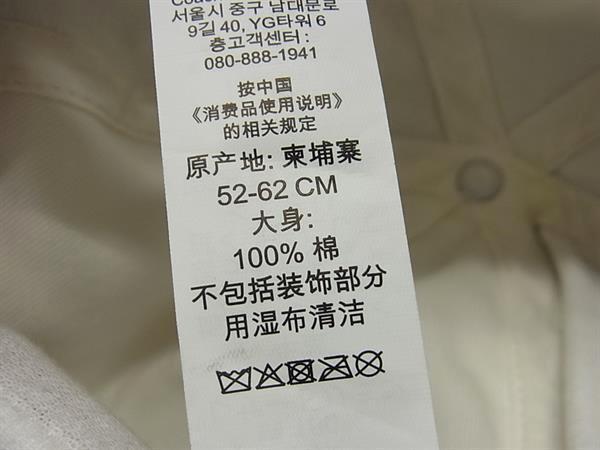 서울시 중구 남대문로
9길 40, YG타워 6
층고객센터 :
080-888-1941
按中国
《消费品使用说明》
的相关规定
原产地: 柬埔寨
52-62 CM
大身:
100% 棉
不包括装饰部分
用湿布清洁